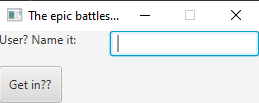 The epic battles...
User? Name it:
Get in??